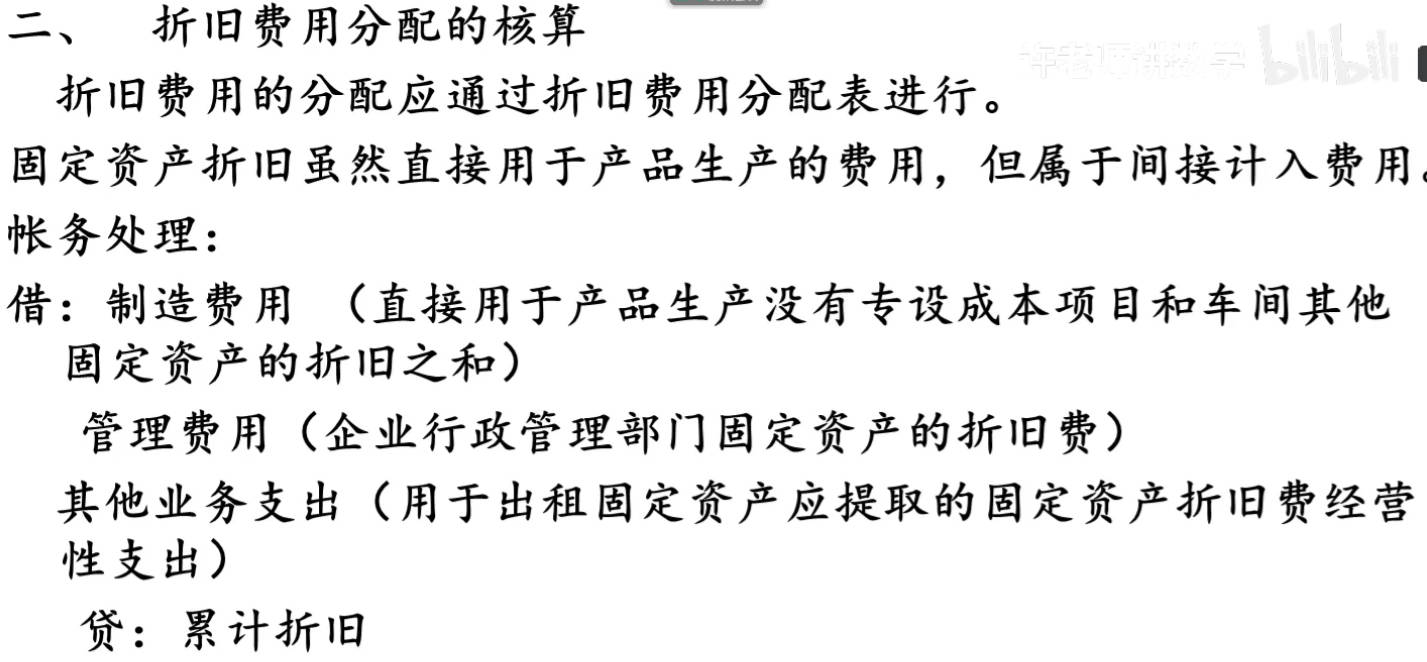 二、 折旧费用分配的核算
折旧费用的分配应通过折旧费用分配表进行。
固定资产折旧虽然直接用于产品生产的费用，但属于间接计入费用。
帐务处理：
借：制造费用 （直接用于产品生产没有专设成本项目和车间其他
固定资产的折旧之和）
管理费用（企业行政管理部门固定资产的折旧费）
其他业务支出（用于出租固定资产应提取的固定资产折旧费经营
性支出）
贷：累计折旧
bilibili